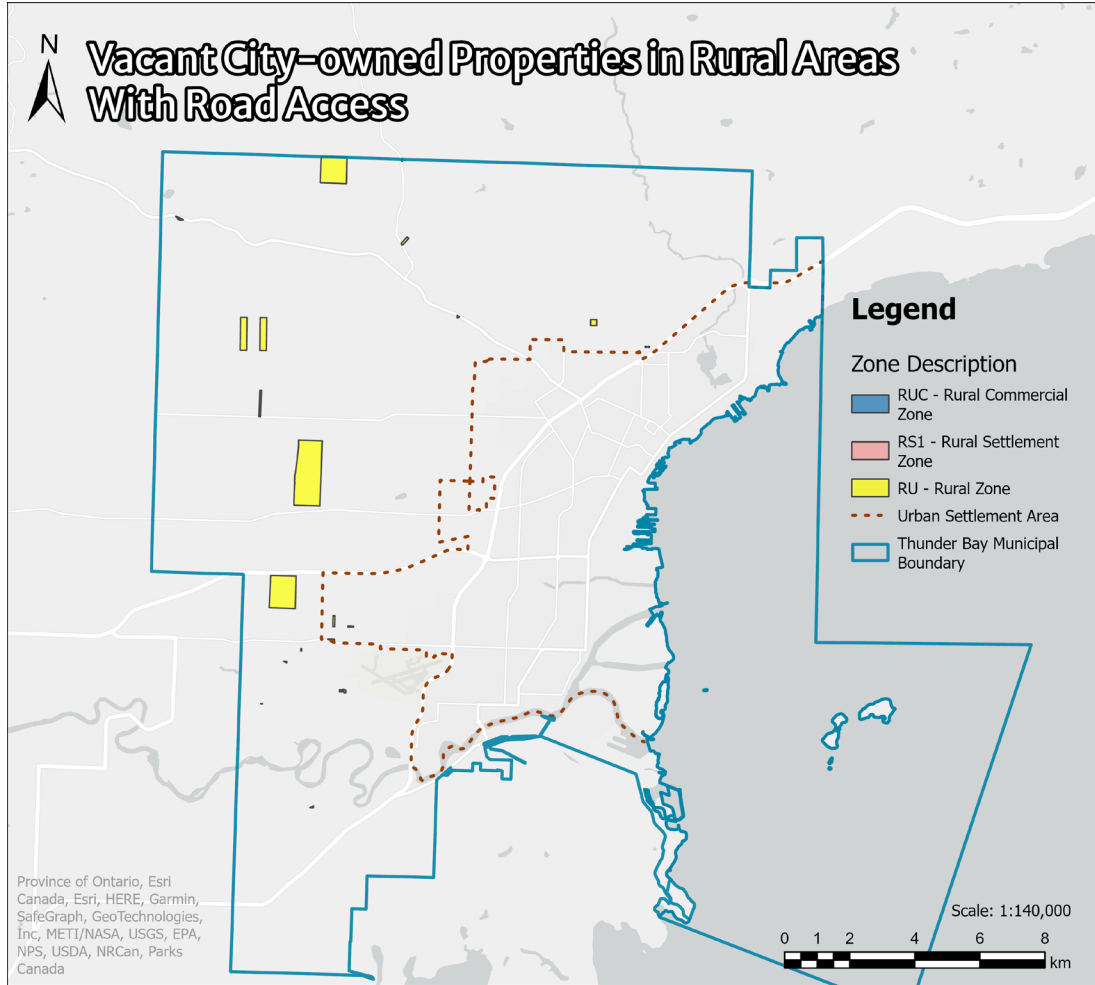 N
Vacant City-owned Properties in Rural Areas
With Road Access
Legend
Zone Description
RUC - Rural Commercial
Zone
RS1 - Rural Settlement
Zone
RU - Rural Zone
Urban Settlement Area
Thunder Bay Municipal
Boundary
Province of Ontario, Esri
Canada, Esri, HERE, Garmin,
SafeGraph, GeoTechnologies,
Inc, METI/NASA, USGS, EPA,
NPS, USDA, NRCan, Parks
Canada
Scale: 1:140,000
0 1 2 4 6 8
km